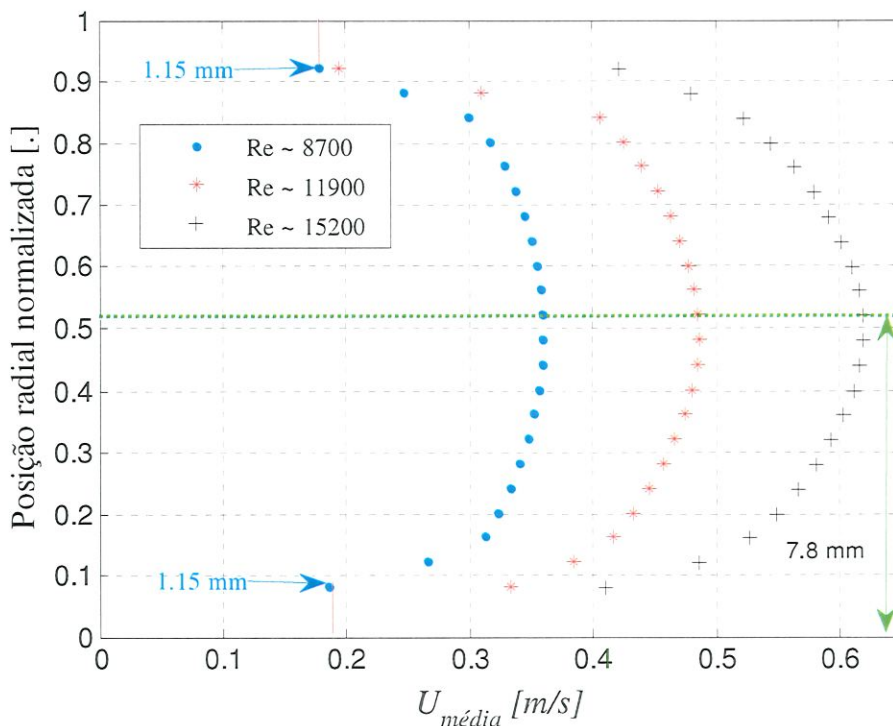 1
0.9
0.8
0.7
0.6
0.5
0.4
0.3
0.2
0.1
0
Posição radial normalizada [.]
1.15 mm
Re ~ 8700
Re ~ 11900
Re ~ 15200
1.15 mm
7.8 mm
0
0.1
0.2
0.3
0.4
0.5
0.6
U média [m/s]